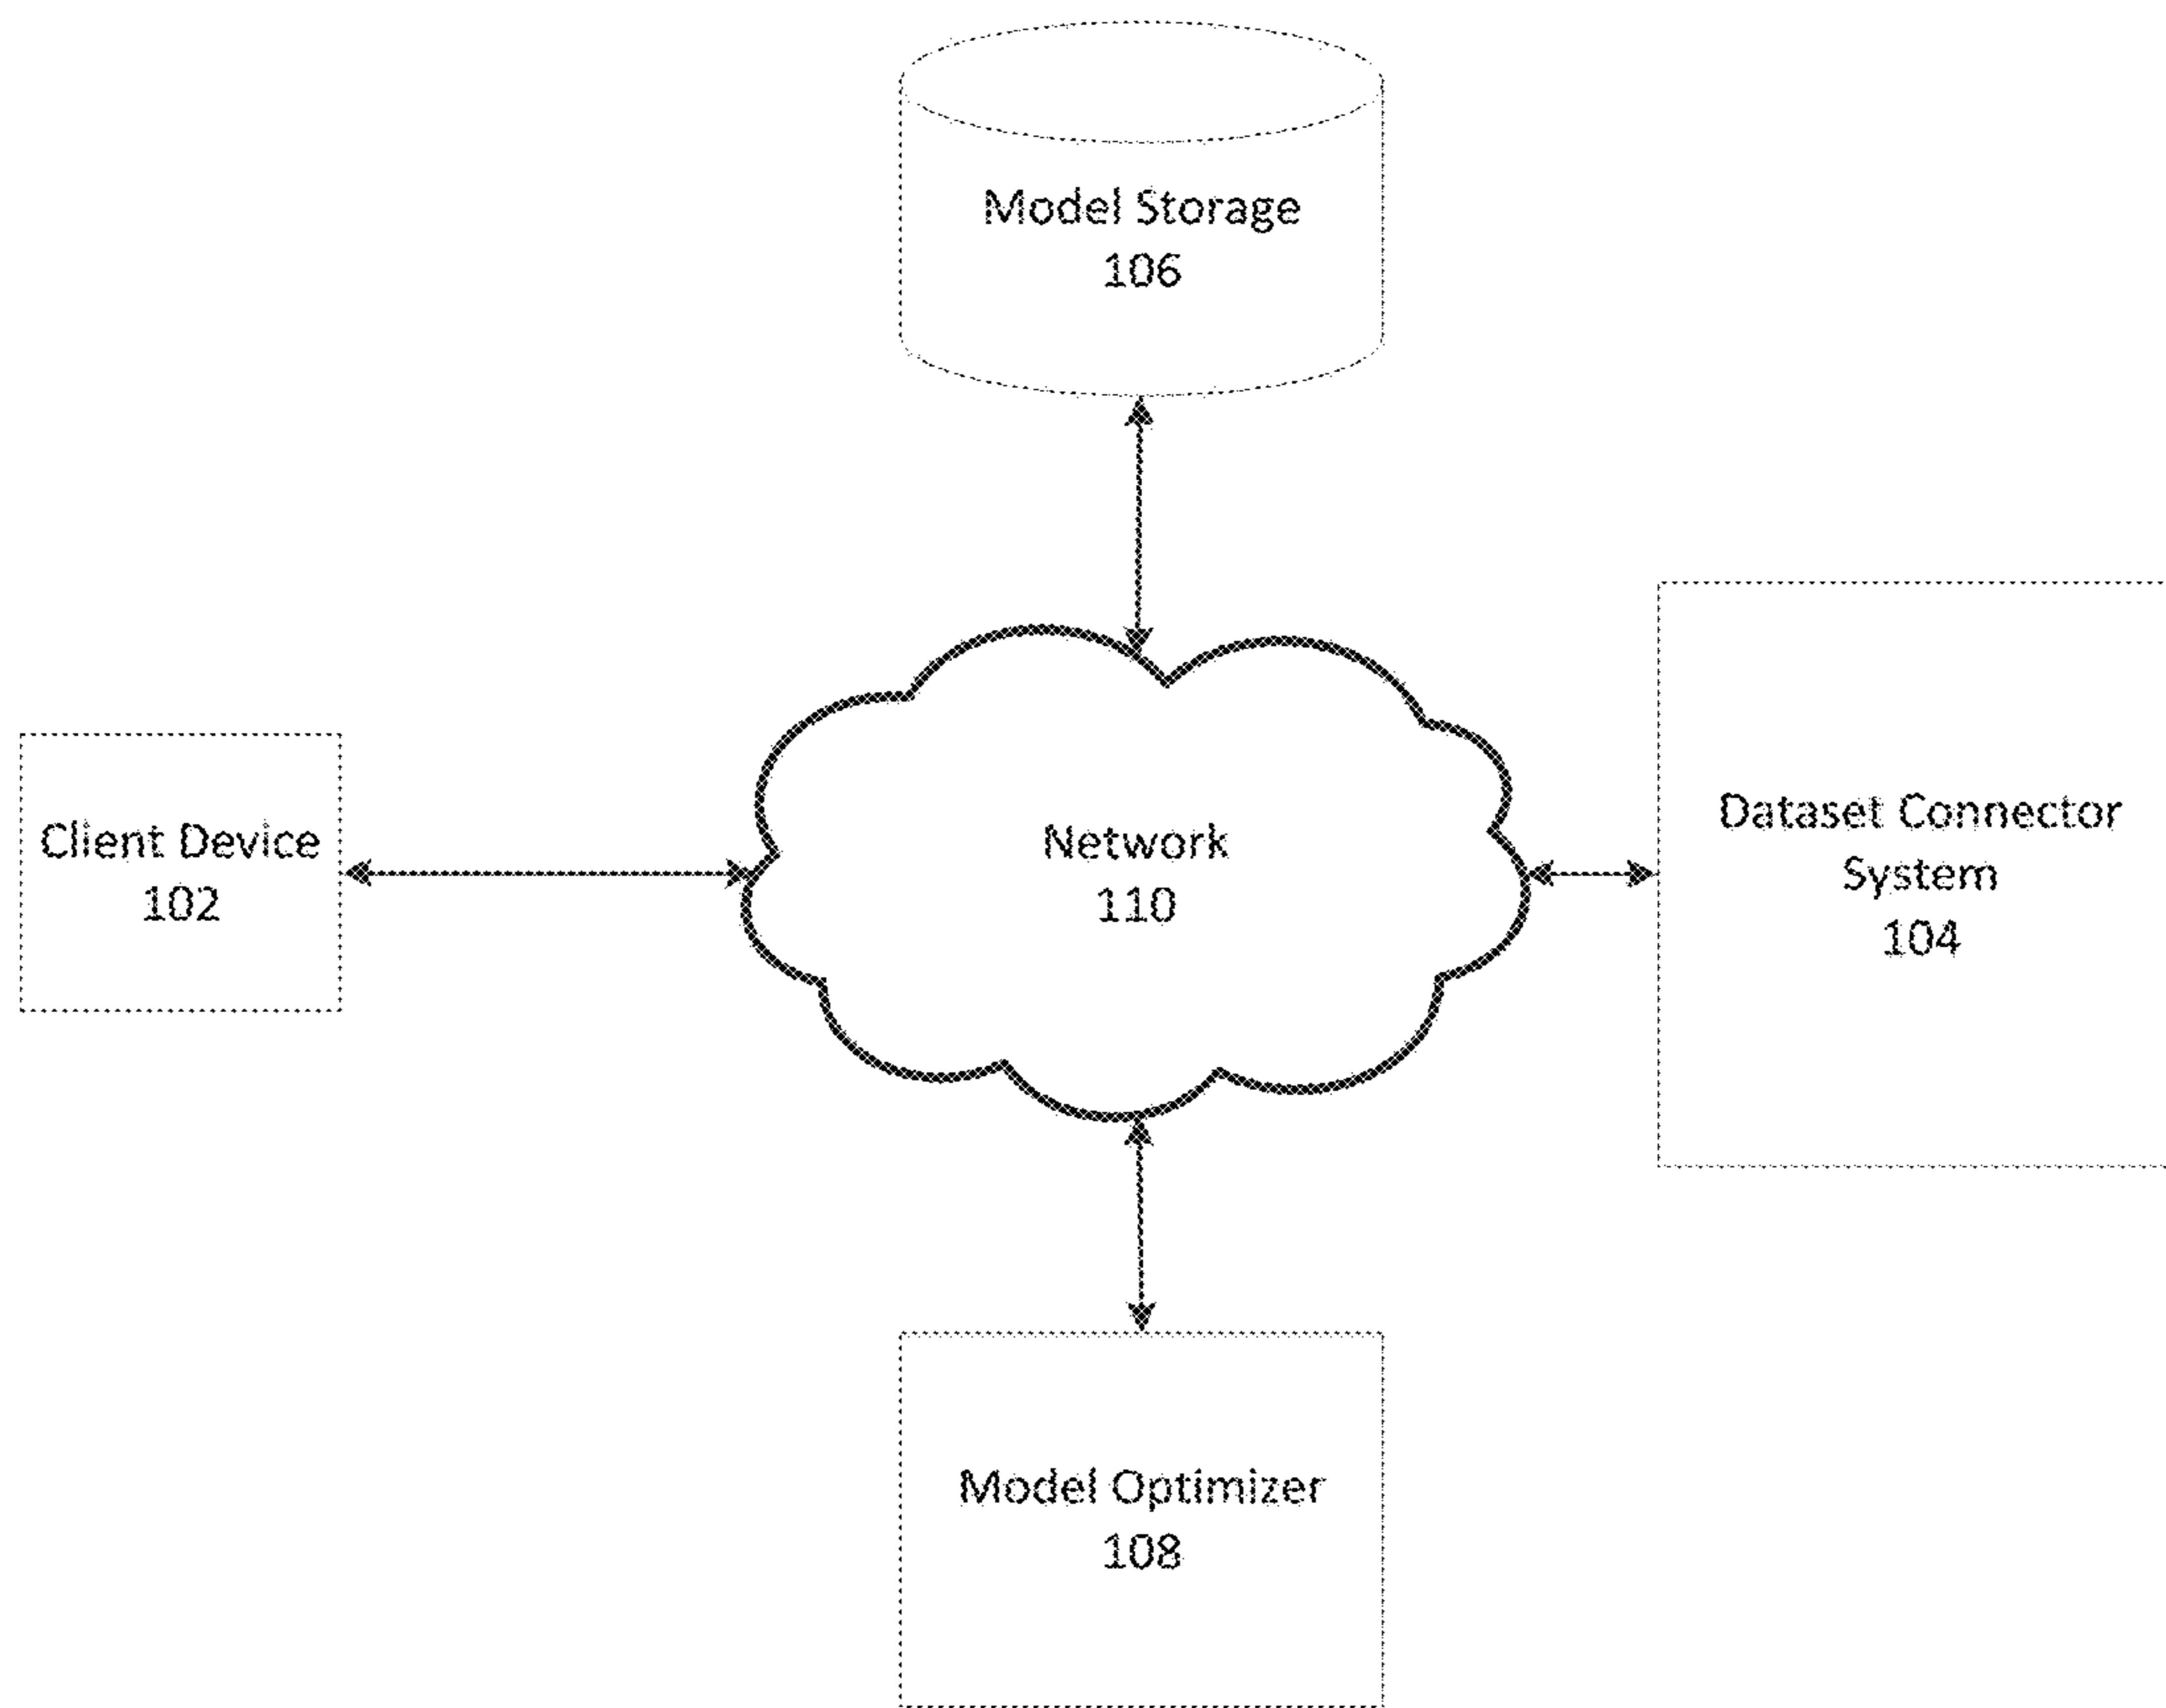 Model Storage
106
Client Device
102
Network
110
Dataset Connector
System
104
Model Optimizer
108